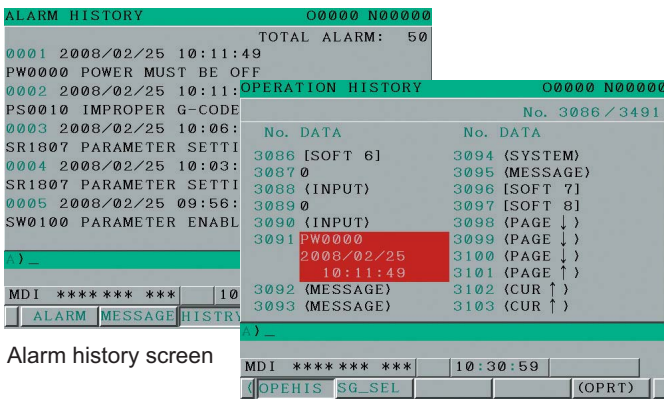 ALARM HISTORY O0000 N00000
TOTAL ALARM: 50
0001 2008/02/25 10:11:49
PW0000 POWER MUST BE OFF
0002 2008/02/25 10:11:
PS0010 IMPROPER G-CODE
0003 2008/02/25 10:06:
SR1807 PARAMETER SETTI
0004 2008/02/25 10:03:
SR1807 PARAMETER SETTI
0005 2008/02/25 09:56:
SW0100 PARAMETER ENABL
A)_
MDI **** *** *** 10
ALARM MESSAGE HISTRY
Alarm history screen
OPERATION HISTORY O0000 N00000
No. 3086/3491
No. DATA No. DATA
3086 [SOFT 6] 3094 ⟨SYSTEM⟩
3087 0 3095 ⟨MESSAGE⟩
3088 ⟨INPUT⟩ 3096 [SOFT 7]
3089 0 3097 [SOFT 8]
3090 ⟨INPUT⟩ 3098 ⟨PAGE ↓⟩
3091 PW0000 3099 ⟨PAGE ↓⟩
2008/02/25 3100 ⟨PAGE ↓⟩
10:11:49 3101 ⟨PAGE ↑⟩
3092 ⟨MESSAGE⟩ 3102 ⟨CUR ↑⟩
3093 ⟨MESSAGE⟩ 3103 ⟨CUR ↑⟩
A)_
MDI **** *** *** 10:30:59
( OPEHIS SG_SEL (OPRT)